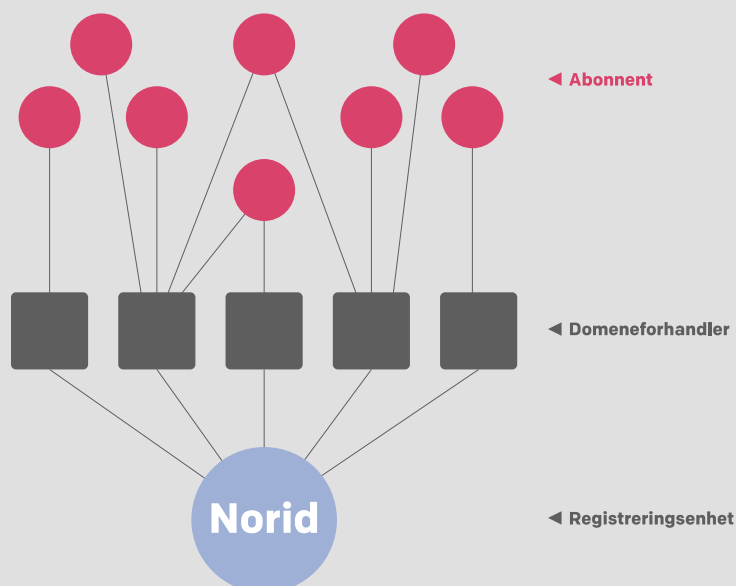 ◄ Abonnent
◄ Domeneforhandler
Norid
◄ Registreringsenhet